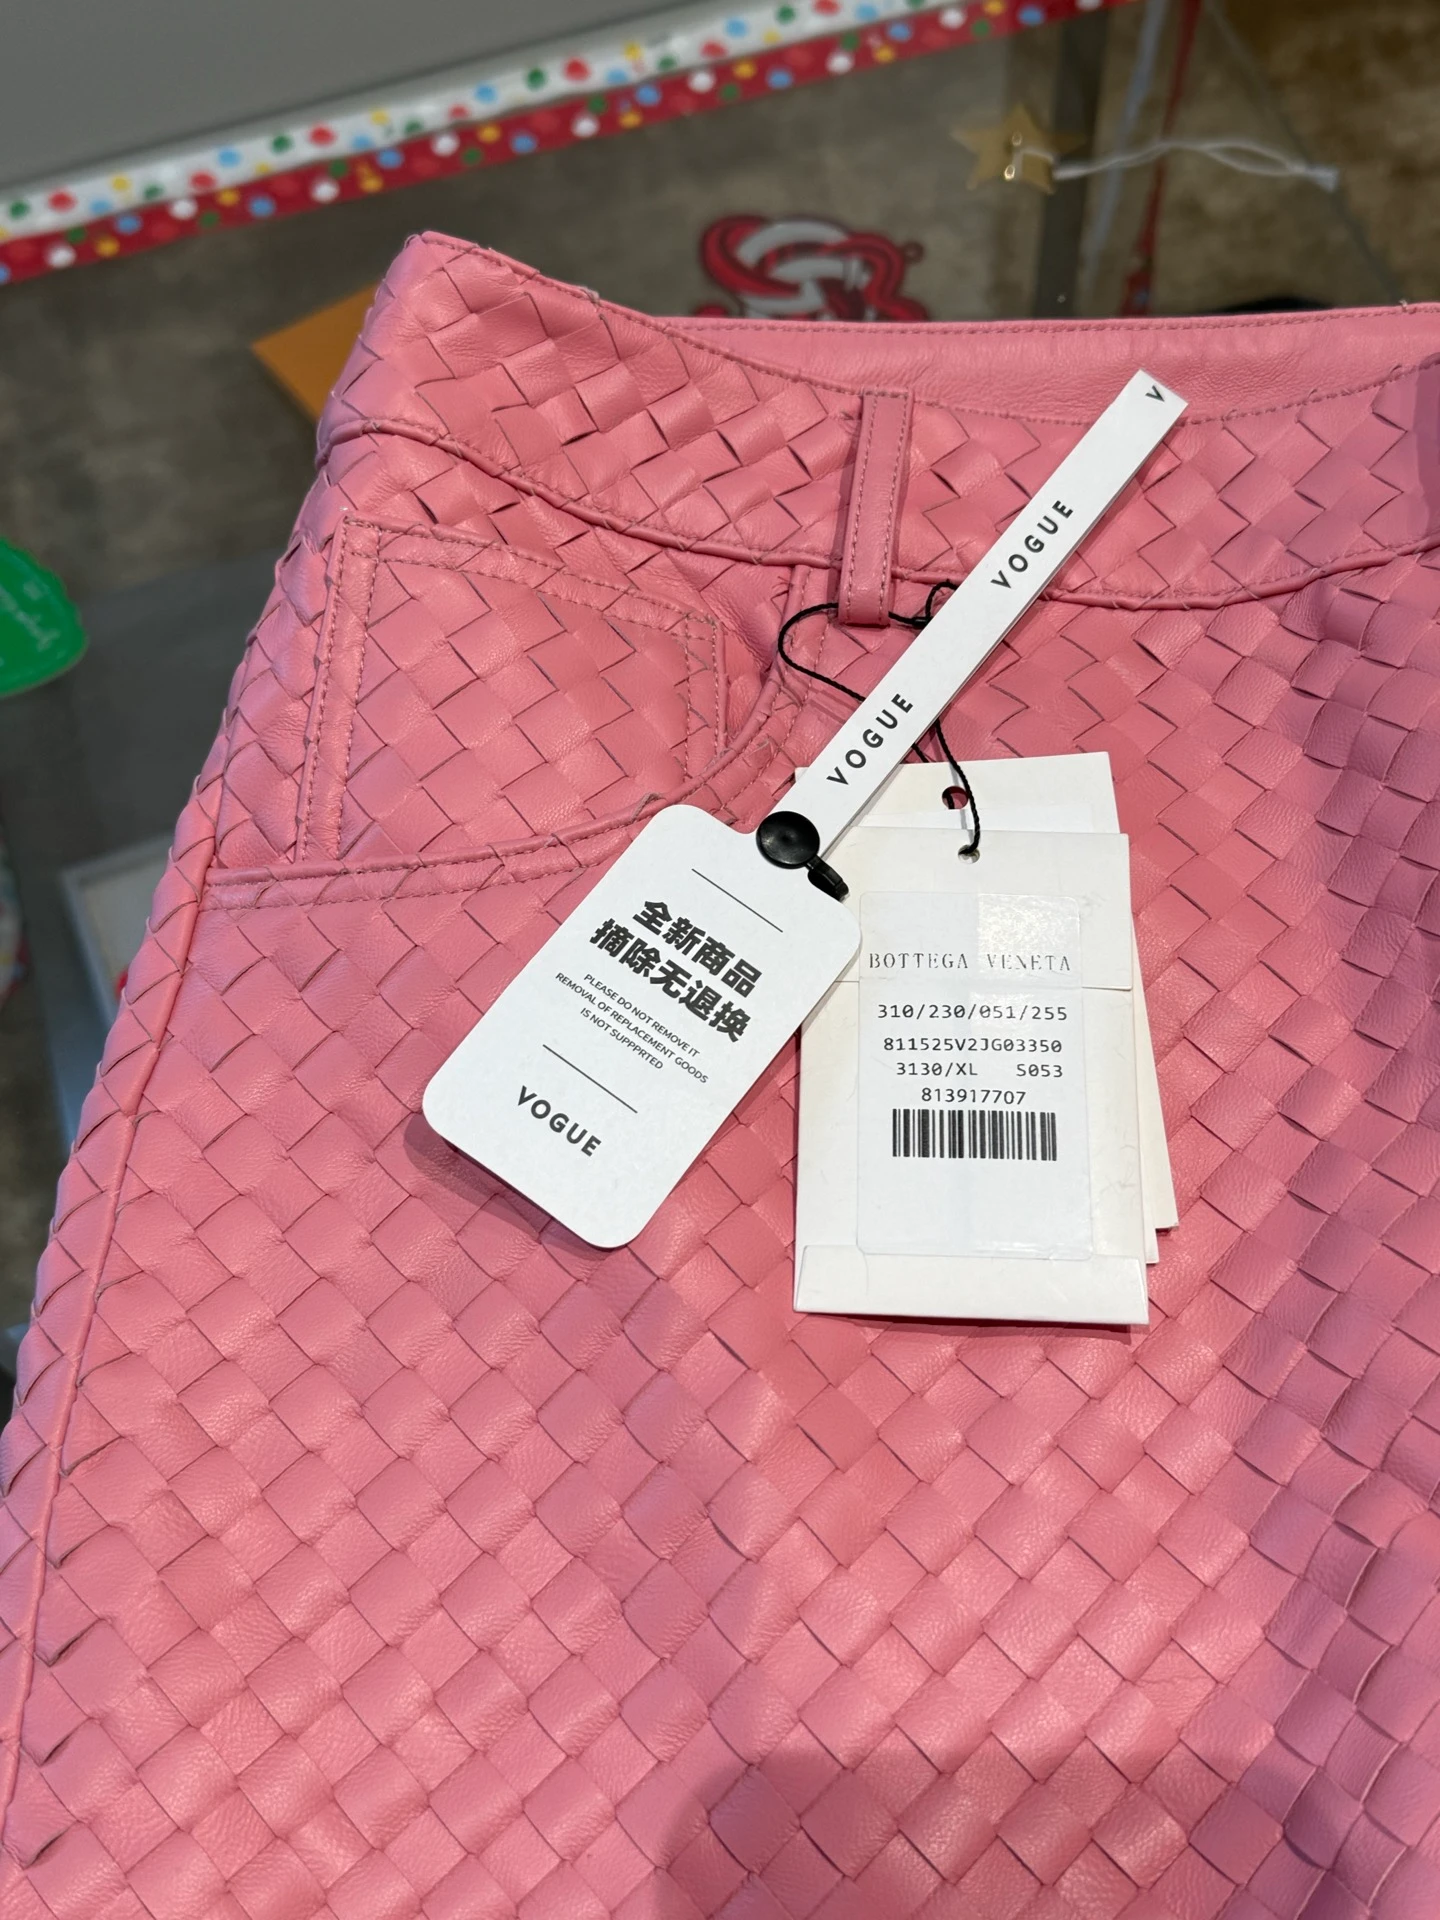 V
VOGUE
VOGUE
全新商品
摘除无退换
PLEASE DO NOT REMOVE IT
REMOVAL OF REPLACEMENT GOODS
IS NOT SUPPPRTED
VOGUE
BOTTEGA VENETA
310/230/051/255
811525V2JG03350
3130/XL S053
813917707